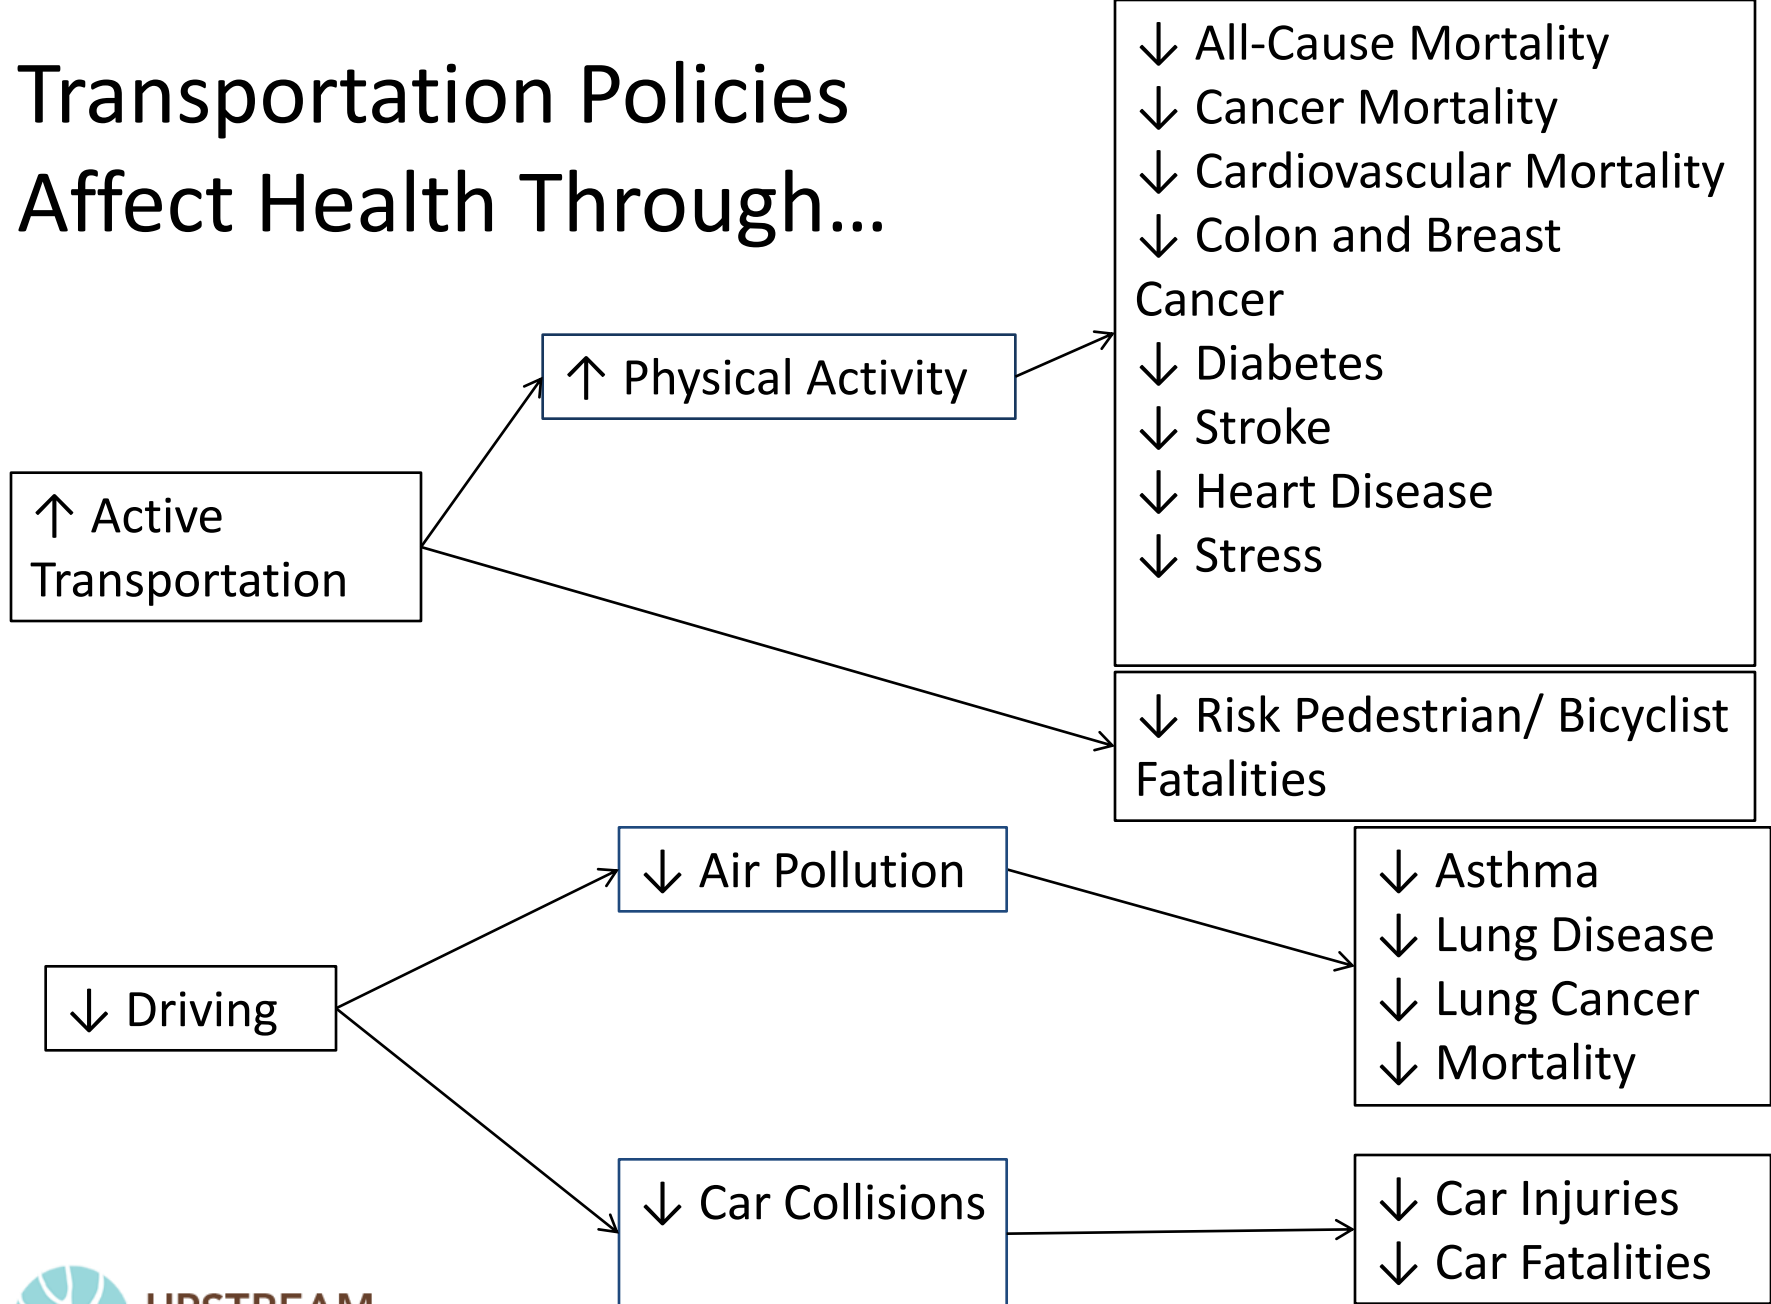 Transportation Policies
Affect Health Through...
↓ All-Cause Mortality
↓ Cancer Mortality
↓ Cardiovascular Mortality
↓ Colon and Breast
Cancer
↓ Diabetes
↓ Stroke
↓ Heart Disease
↓ Stress
↑ Physical Activity
↑ Active
Transportation
↓ Risk Pedestrian/ Bicyclist
Fatalities
↓ Air Pollution
↓ Asthma
↓ Lung Disease
↓ Lung Cancer
↓ Mortality
↓ Driving
↓ Car Collisions
↓ Car Injuries
↓ Car Fatalities
UPSTREAM